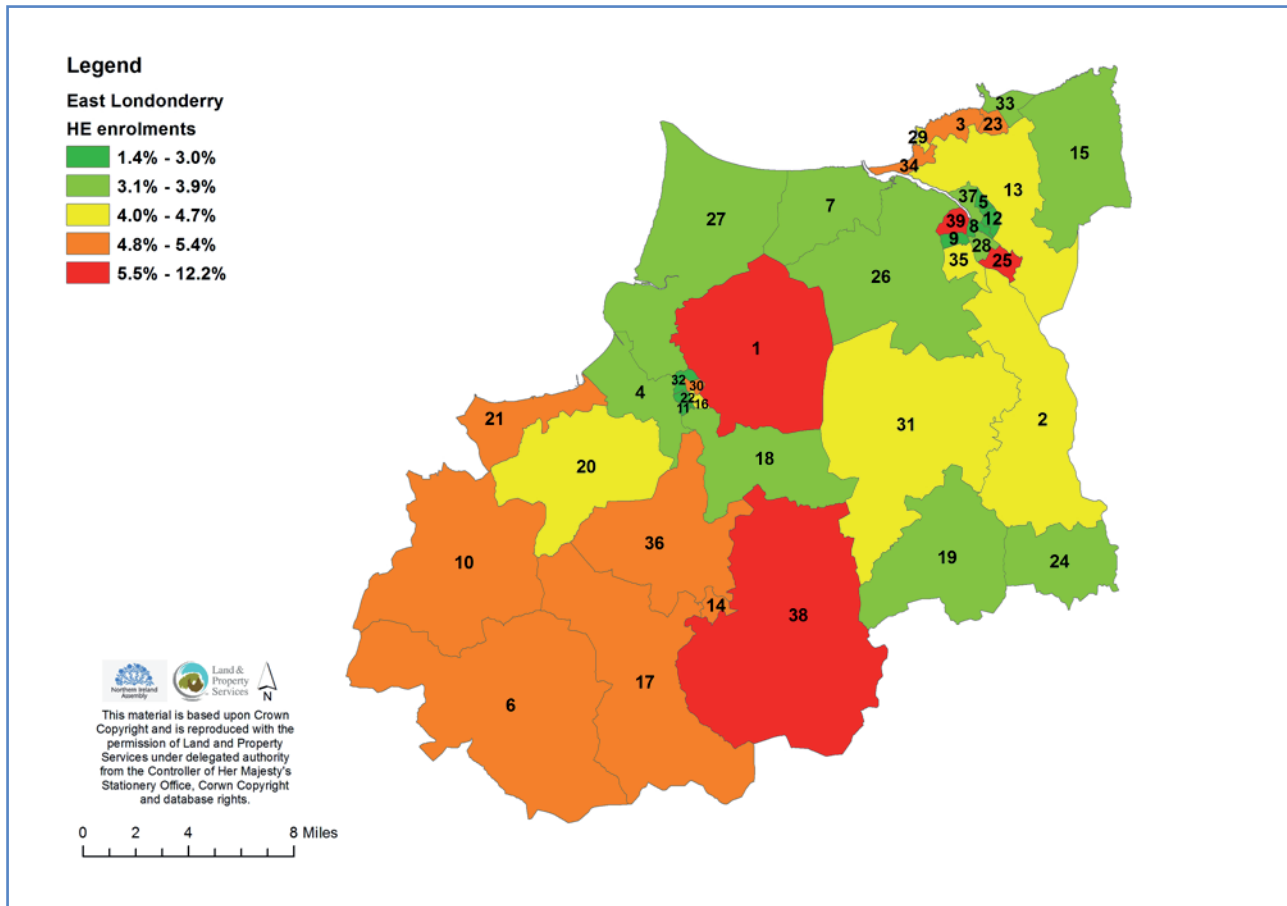 Legend
East Londonderry
HE enrolments
1.4% - 3.0%
3.1% - 3.9%
4.0% - 4.7%
4.8% - 5.4%
5.5% - 12.2%
33
3
23
29
15
34
13
37
5
27
7
39
8
12
9
28
35
25
26
1
32
30
4
22
16
11
21
31
2
18
20
36
19
24
10
14
38
17
6
Northern Ireland
Assembly
Land &
Property
Services
N
This material is based upon Crown
Copyright and is reproduced with the
permission of Land and Property
Services under delegated authority
from the Controller of Her Majesty's
Stationery Office, Corwn Copyright
and database rights.
0 2 4 8 Miles